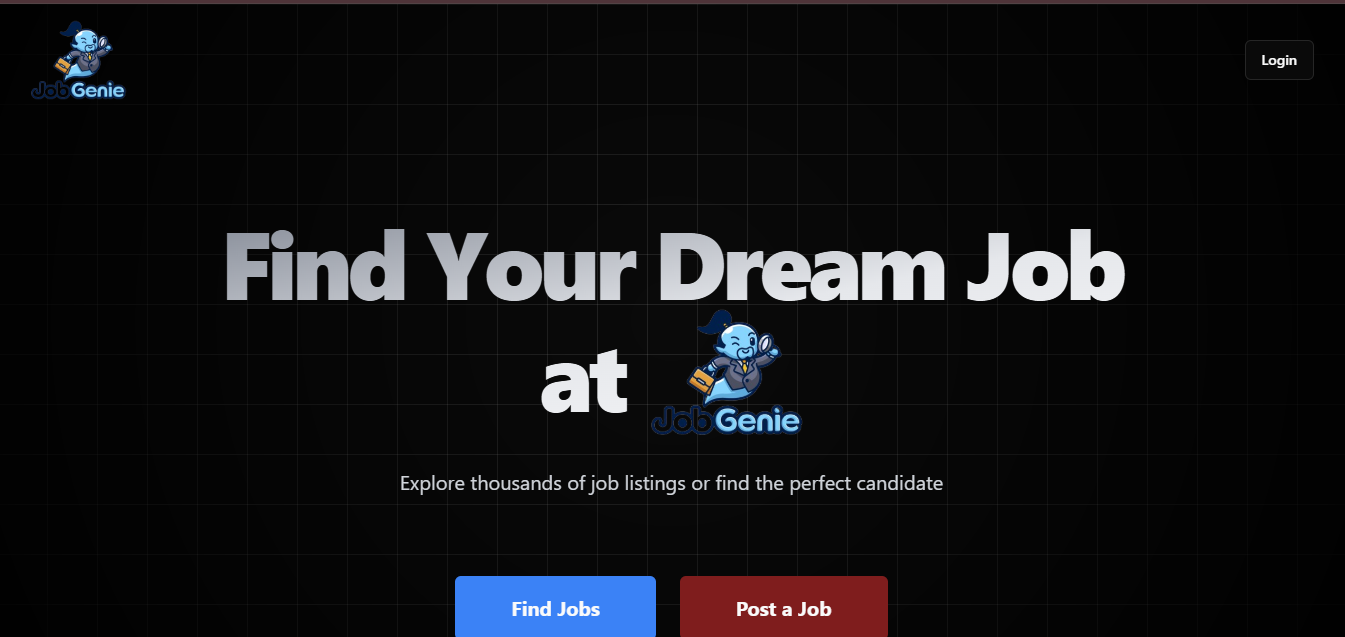 JobGenie
Login
Find Your Dream Job
at JobGenie
Explore thousands of job listings or find the perfect candidate
Find Jobs
Post a Job